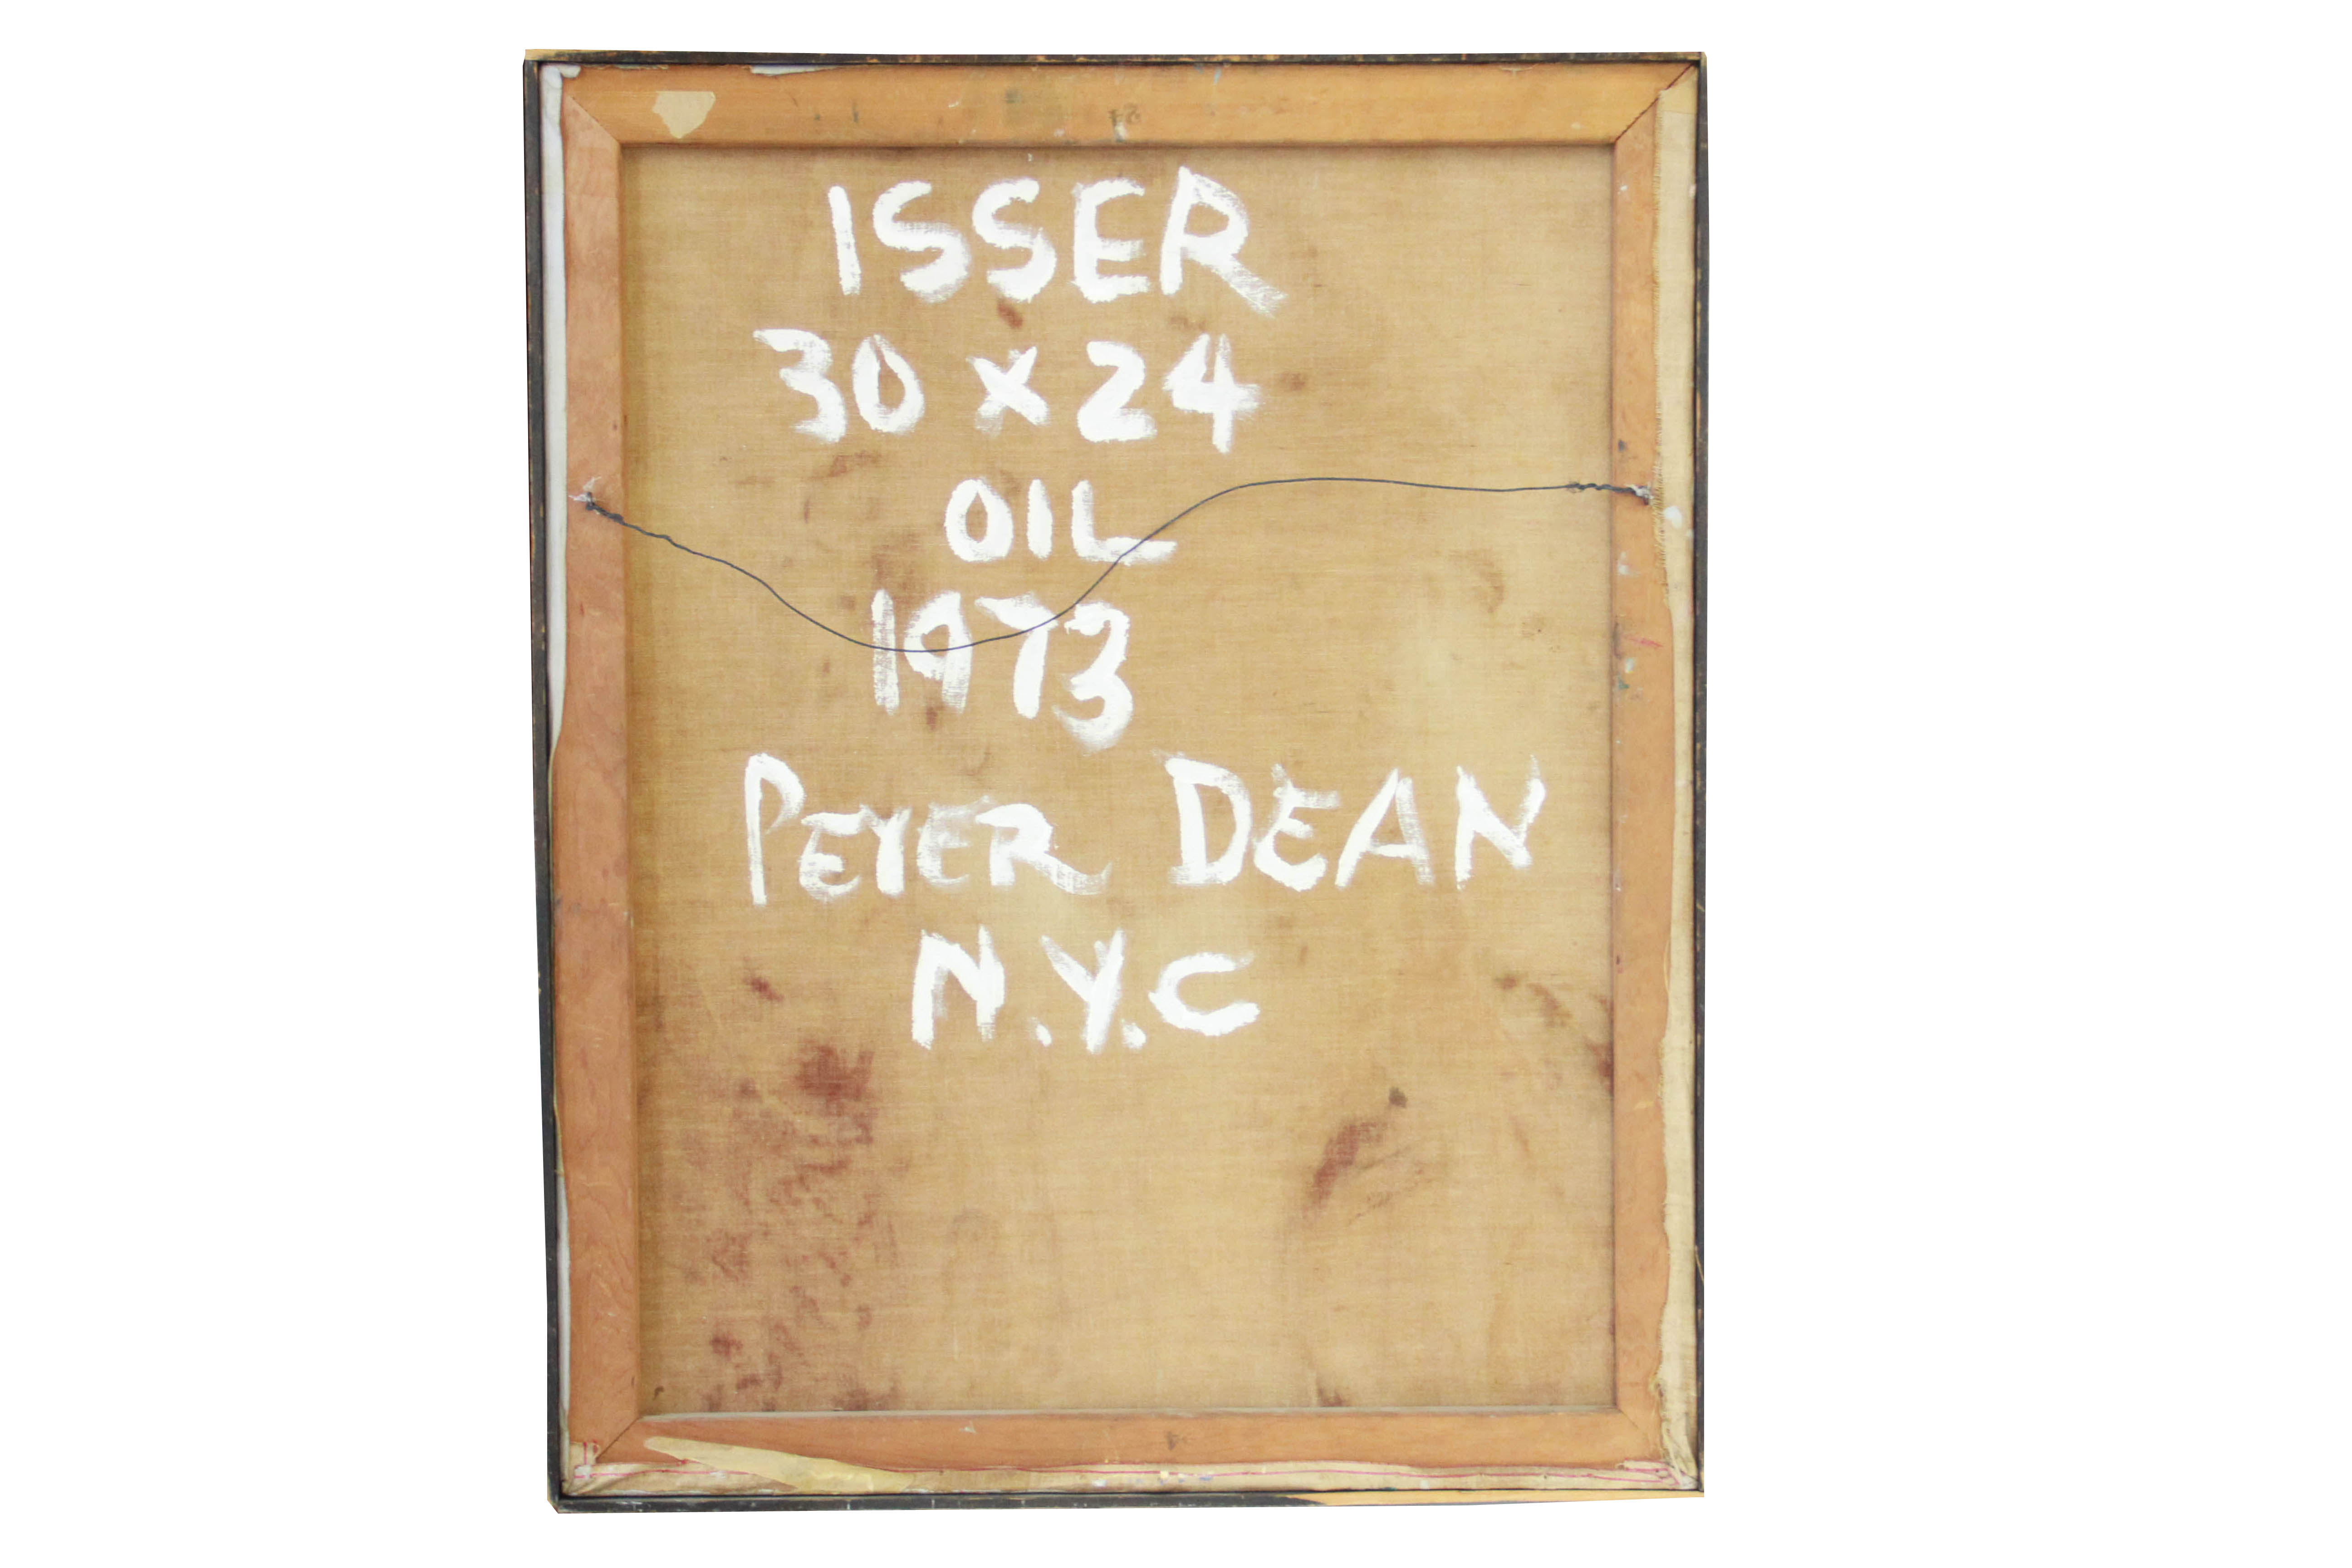 ISSER
30 x 24
OIL
1973
PETER DEAN
N.Y.C